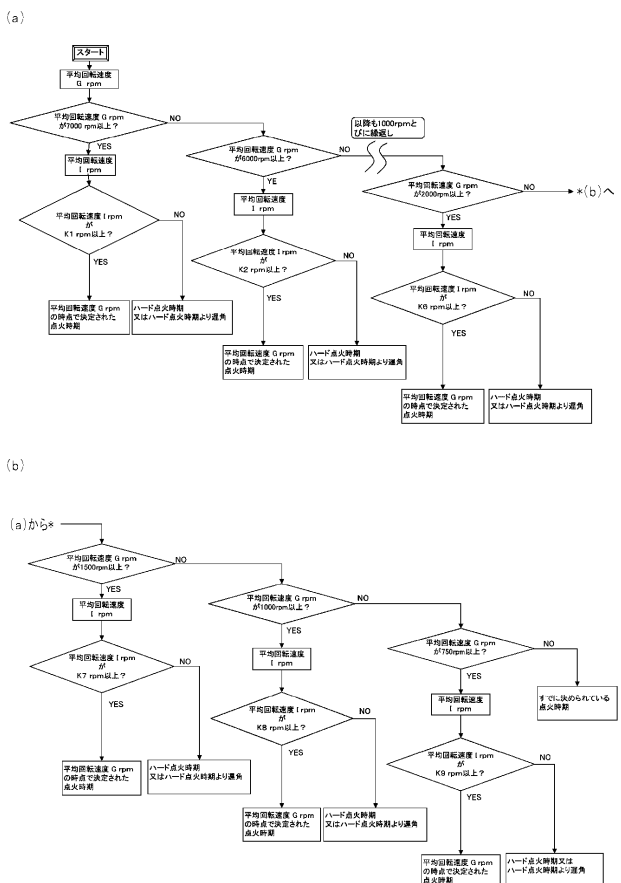 (a)
スタート
平均回転速度
G rpm
平均回転速度 G rpm
が7000 rpm以上?
NO
YES
平均回転速度
I rpm
平均回転速度 I rpm
が
K1 rpm以上?
NO
YES
平均回転速度 G rpm
の時点で決定された
点火時期
ハード点火時期
又はハード点火時期より遅角
平均回転速度 G rpm
が6000rpm以上?
NO
YE
平均回転速度
I rpm
平均回転速度 I rpm
が
K2 rpm以上?
NO
YES
平均回転速度 G rpm
の時点で決定された
点火時期
ハード点火時期
又はハード点火時期より遅角
以降も1000rpmと
びに繰返し
平均回転速度 G rpm
が2000rpm以上?
NO
*(b)へ
YES
平均回転速度
I rpm
平均回転速度 I rpm
が
K6 rpm以上?
NO
YES
平均回転速度 G rpm
の時点で決定された
点火時期
ハード点火時期
又はハード点火時期より遅角
(b)
(a)から*
平均回転速度 G rpm
が1500rpm以上?
NO
YES
平均回転速度
I rpm
平均回転速度 I rpm
が
K7 rpm以上?
NO
YES
平均回転速度 G rpm
の時点で決定された
点火時期
ハード点火時期
又はハード点火時期より遅角
平均回転速度 G rpm
が1000rpm以上?
NO
YES
平均回転速度
I rpm
平均回転速度 I rpm
が
K8 rpm以上?
NO
YES
平均回転速度 G rpm
の時点で決定された
点火時期
ハード点火時期
又はハード点火時期より遅角
平均回転速度 G rpm
が750rpm以上?
NO
YES
すでに決められている
点火時期
平均回転速度
I rpm
平均回転速度 I rpm
が
K9 rpm以上?
NO
YES
平均回転速度 G rpm
の時点で決定された
点火時期
ハード点火時期又は
ハード点火時期より遅角